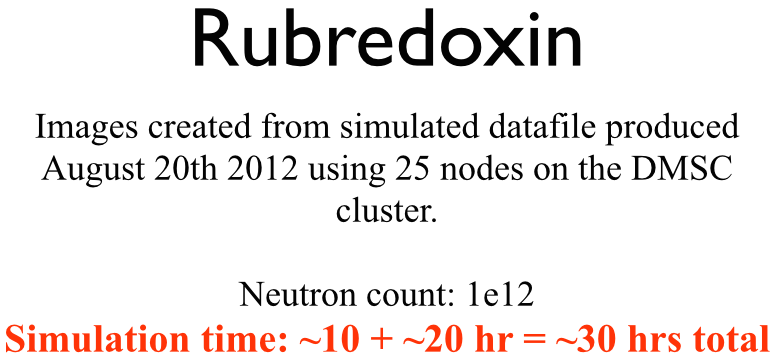 Rubredoxin
Images created from simulated datafile produced
August 20th 2012 using 25 nodes on the DMSC
cluster.
Neutron count: 1e12
Simulation time: ~10 + ~20 hr = ~30 hrs total